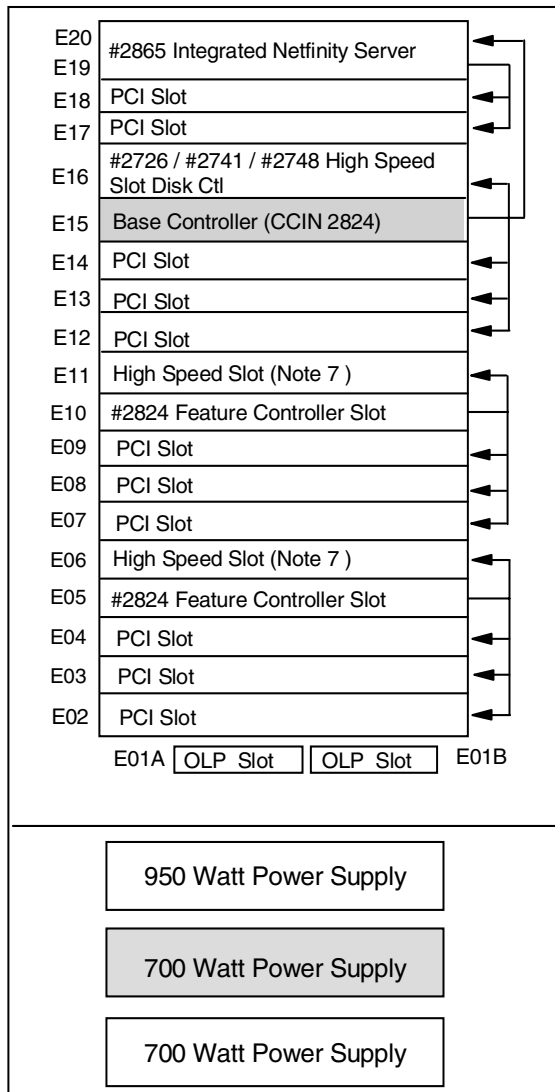 E20
#2865 Integrated Netfinity Server
E19
E18 PCI Slot
E17 PCI Slot
#2726 / #2741 / #2748 High Speed
E16 Slot Disk Ctl
E15 Base Controller (CCIN 2824)
E14 PCI Slot
E13 PCI Slot
E12 PCI Slot
E11 High Speed Slot (Note 7 )
E10 #2824 Feature Controller Slot
E09 PCI Slot
E08 PCI Slot
E07 PCI Slot
E06 High Speed Slot (Note 7 )
E05 #2824 Feature Controller Slot
E04 PCI Slot
E03 PCI Slot
E02 PCI Slot
E01A OLP Slot OLP Slot E01B
950 Watt Power Supply
700 Watt Power Supply
700 Watt Power Supply